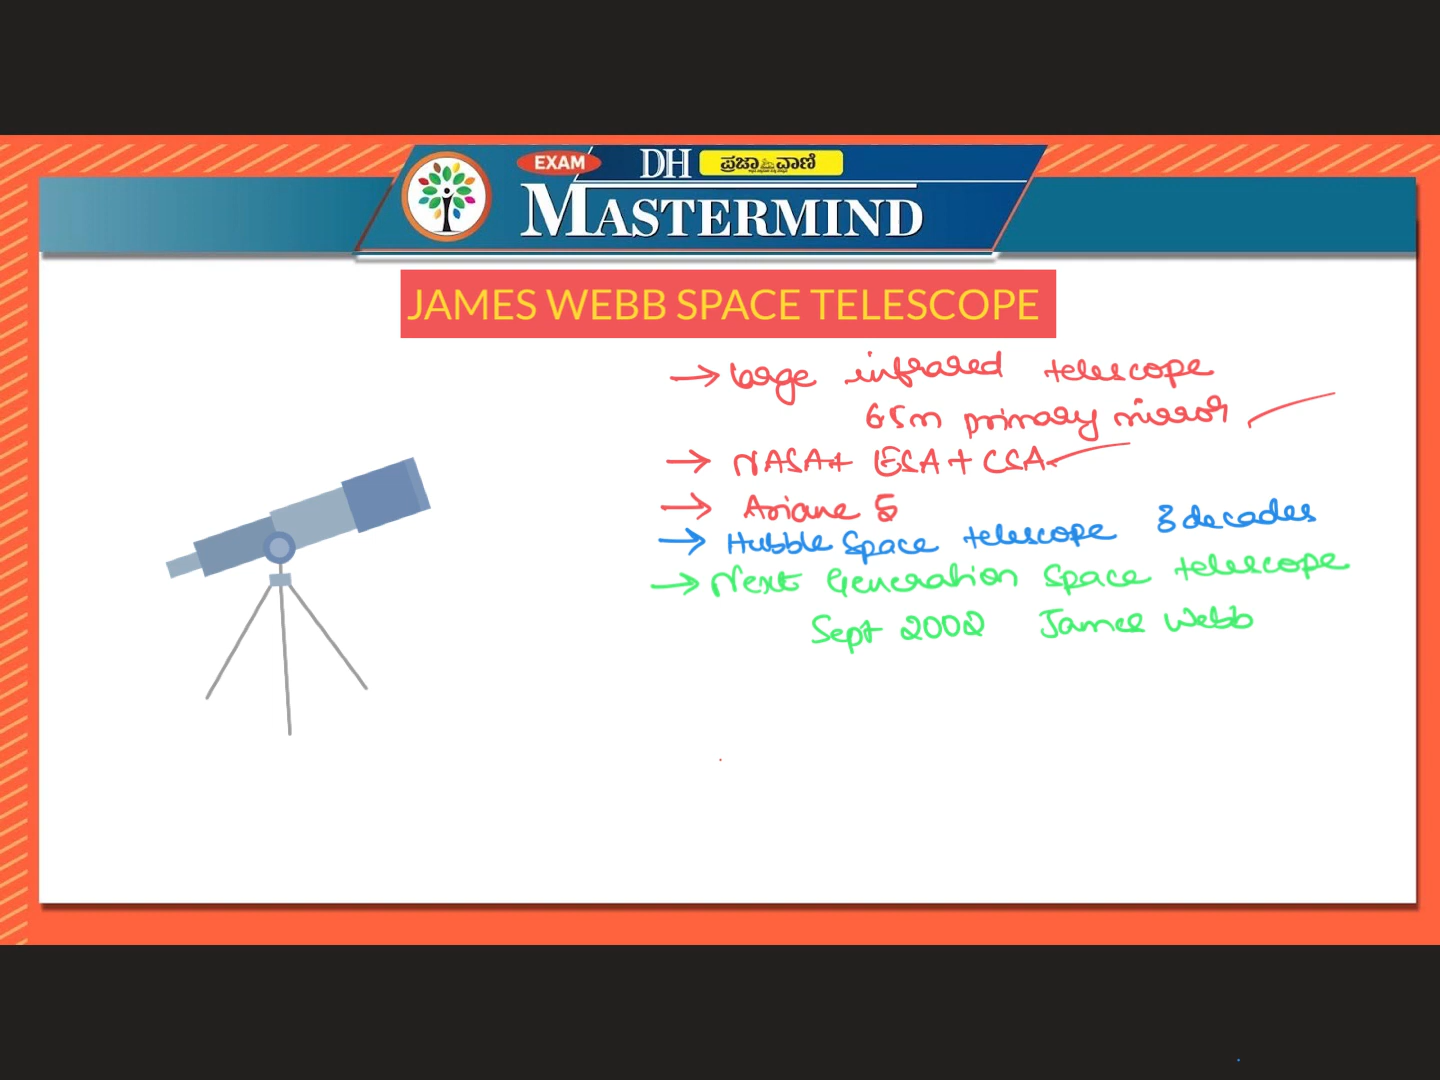 EXAM DH ಪ್ರಜಾವಾಣಿ
MASTERMIND
JAMES WEBB SPACE TELESCOPE
→ large infrared telescope
6.5m primary mirror
→ NASA+ ESA + CSA
→ Ariane 5
→ Hubble Space telescope 3 decades
→ Next Generation Space telescope
Sept 2002 James Webb